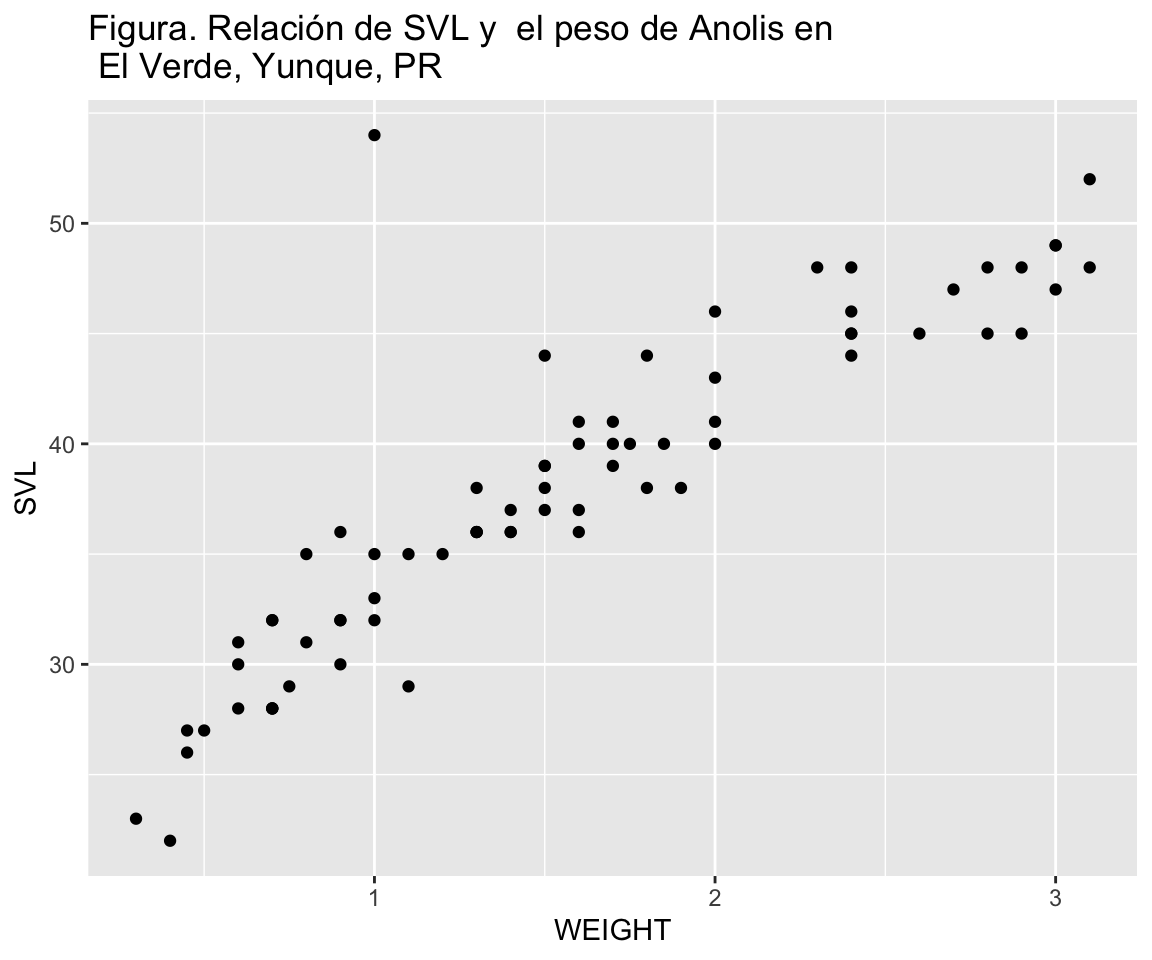 Figura. Relación de SVL y  el peso de Anolis en
El Verde, Yunque, PR
50
40
30
SVL
1
2
3
WEIGHT